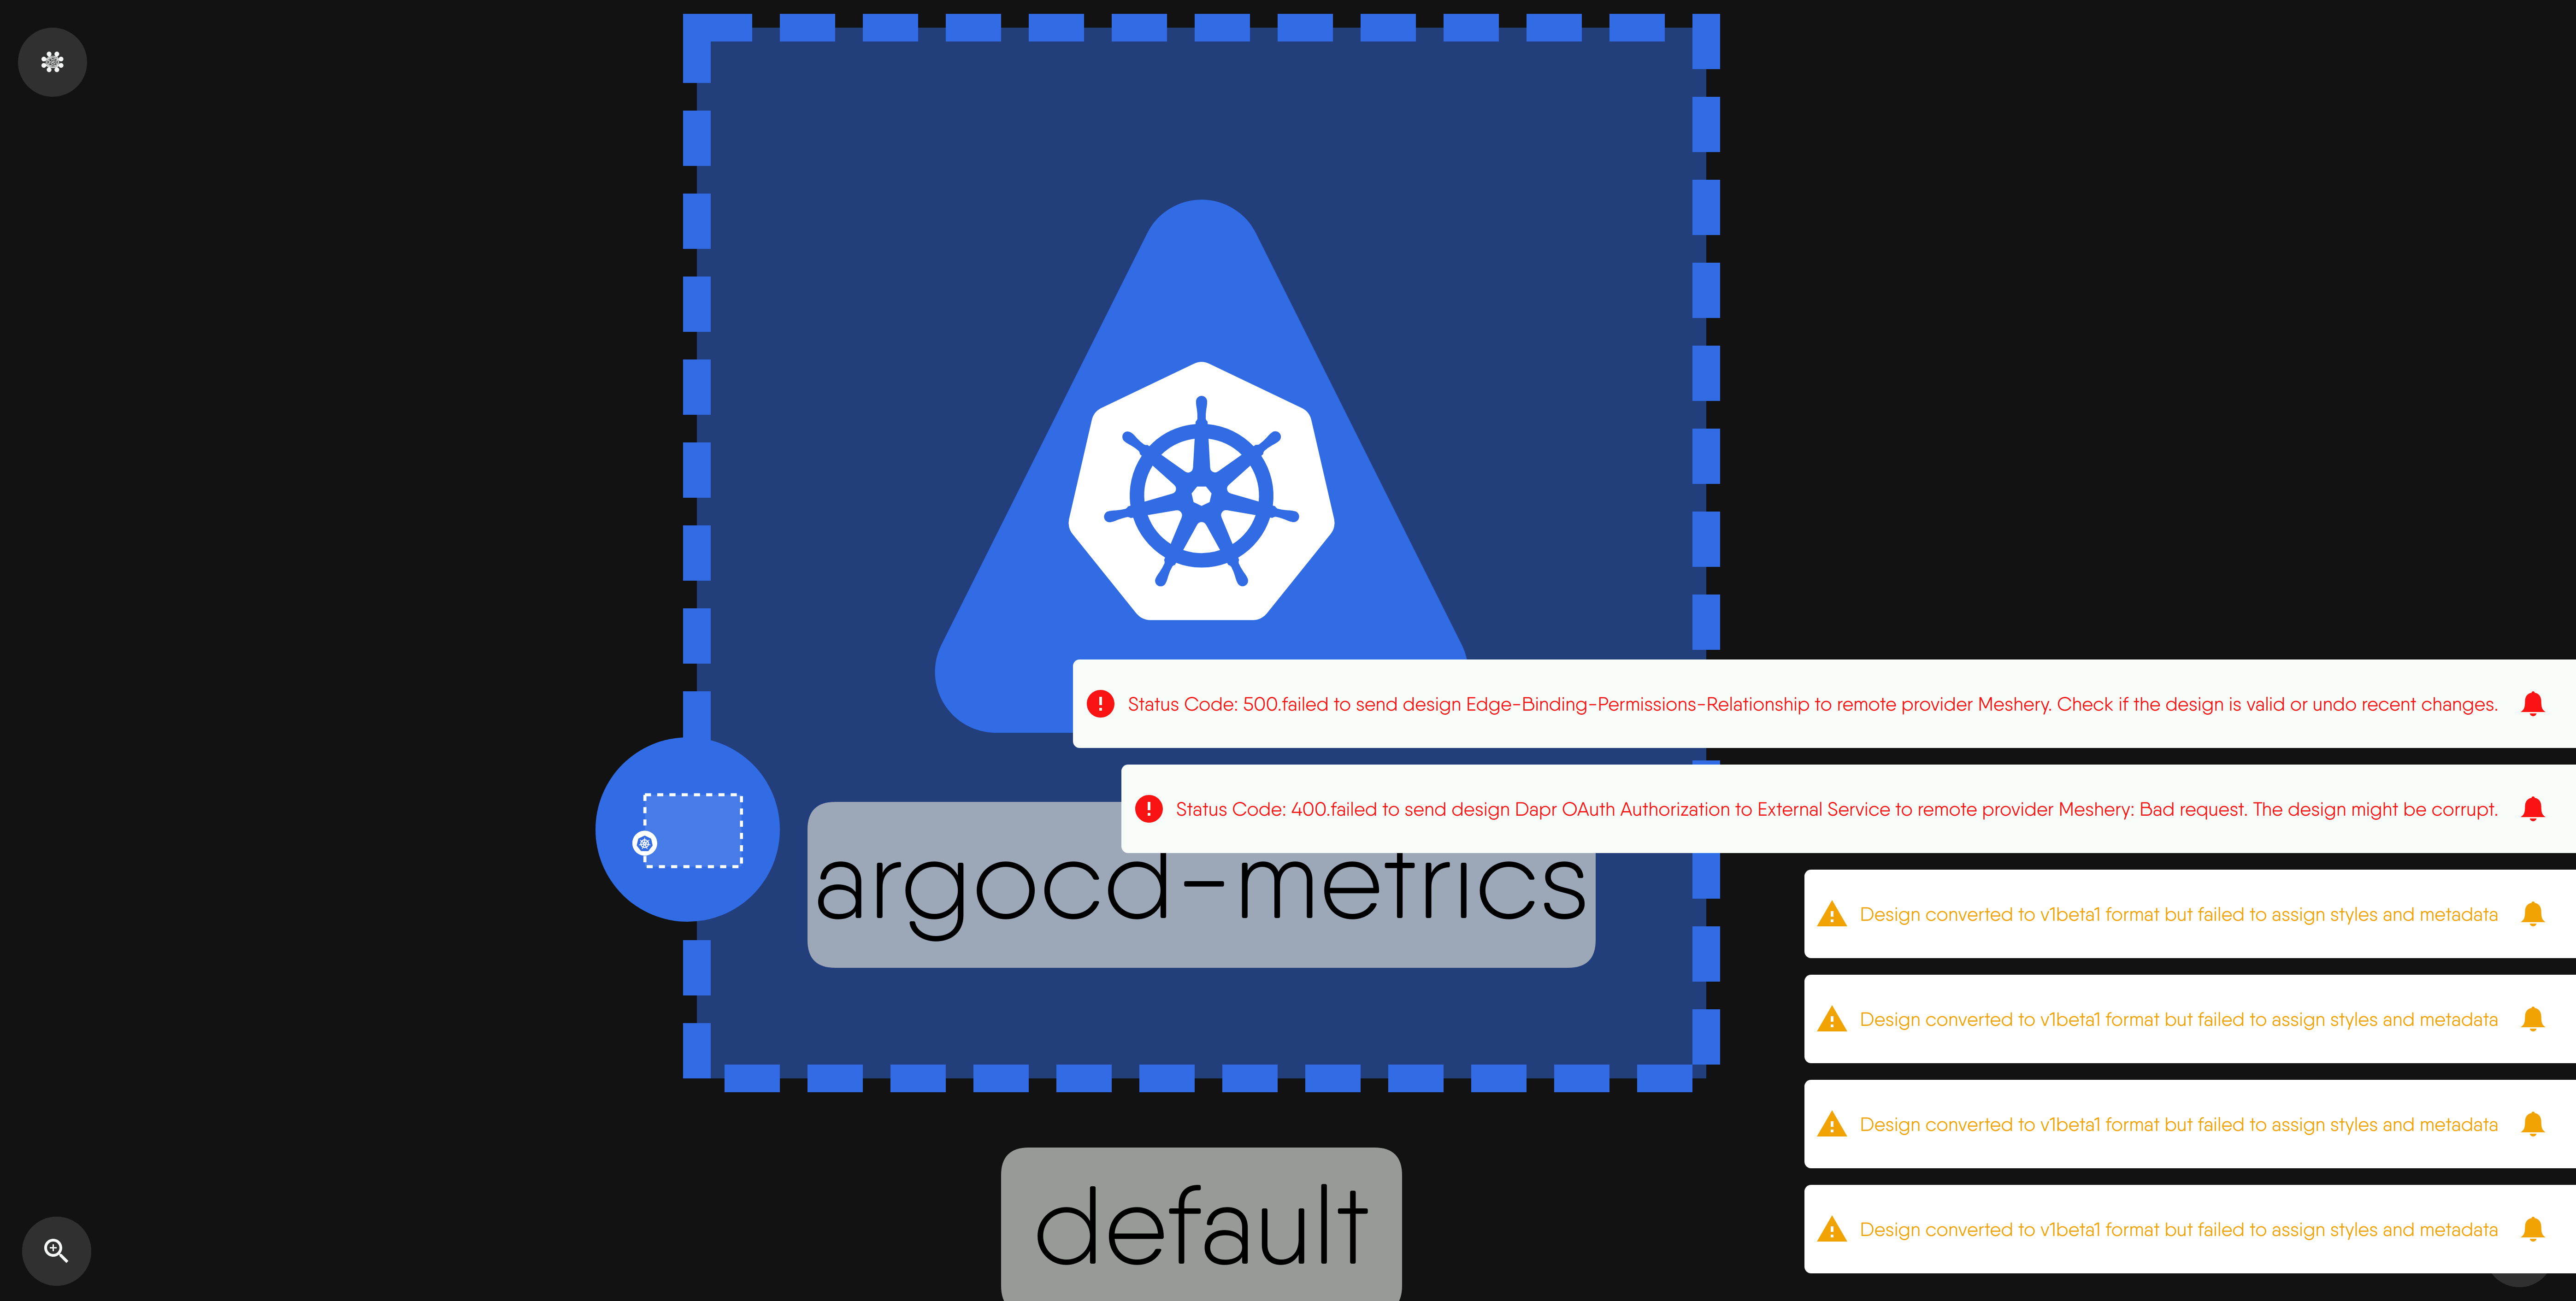 Status Code: 500.failed to send design Edge-Binding-Permissions-Relationship to remote provider Meshery. Check if the design is valid or undo recent changes.
Status Code: 400.failed to send design Dapr OAuth Authorization to External Service to remote provider Meshery: Bad request. The design might be corrupt.
argocd-metrics
Design converted to v1beta1 format but failed to assign styles and metadata
Design converted to v1beta1 format but failed to assign styles and metadata
Design converted to v1beta1 format but failed to assign styles and metadata
Design converted to v1beta1 format but failed to assign styles and metadata
default